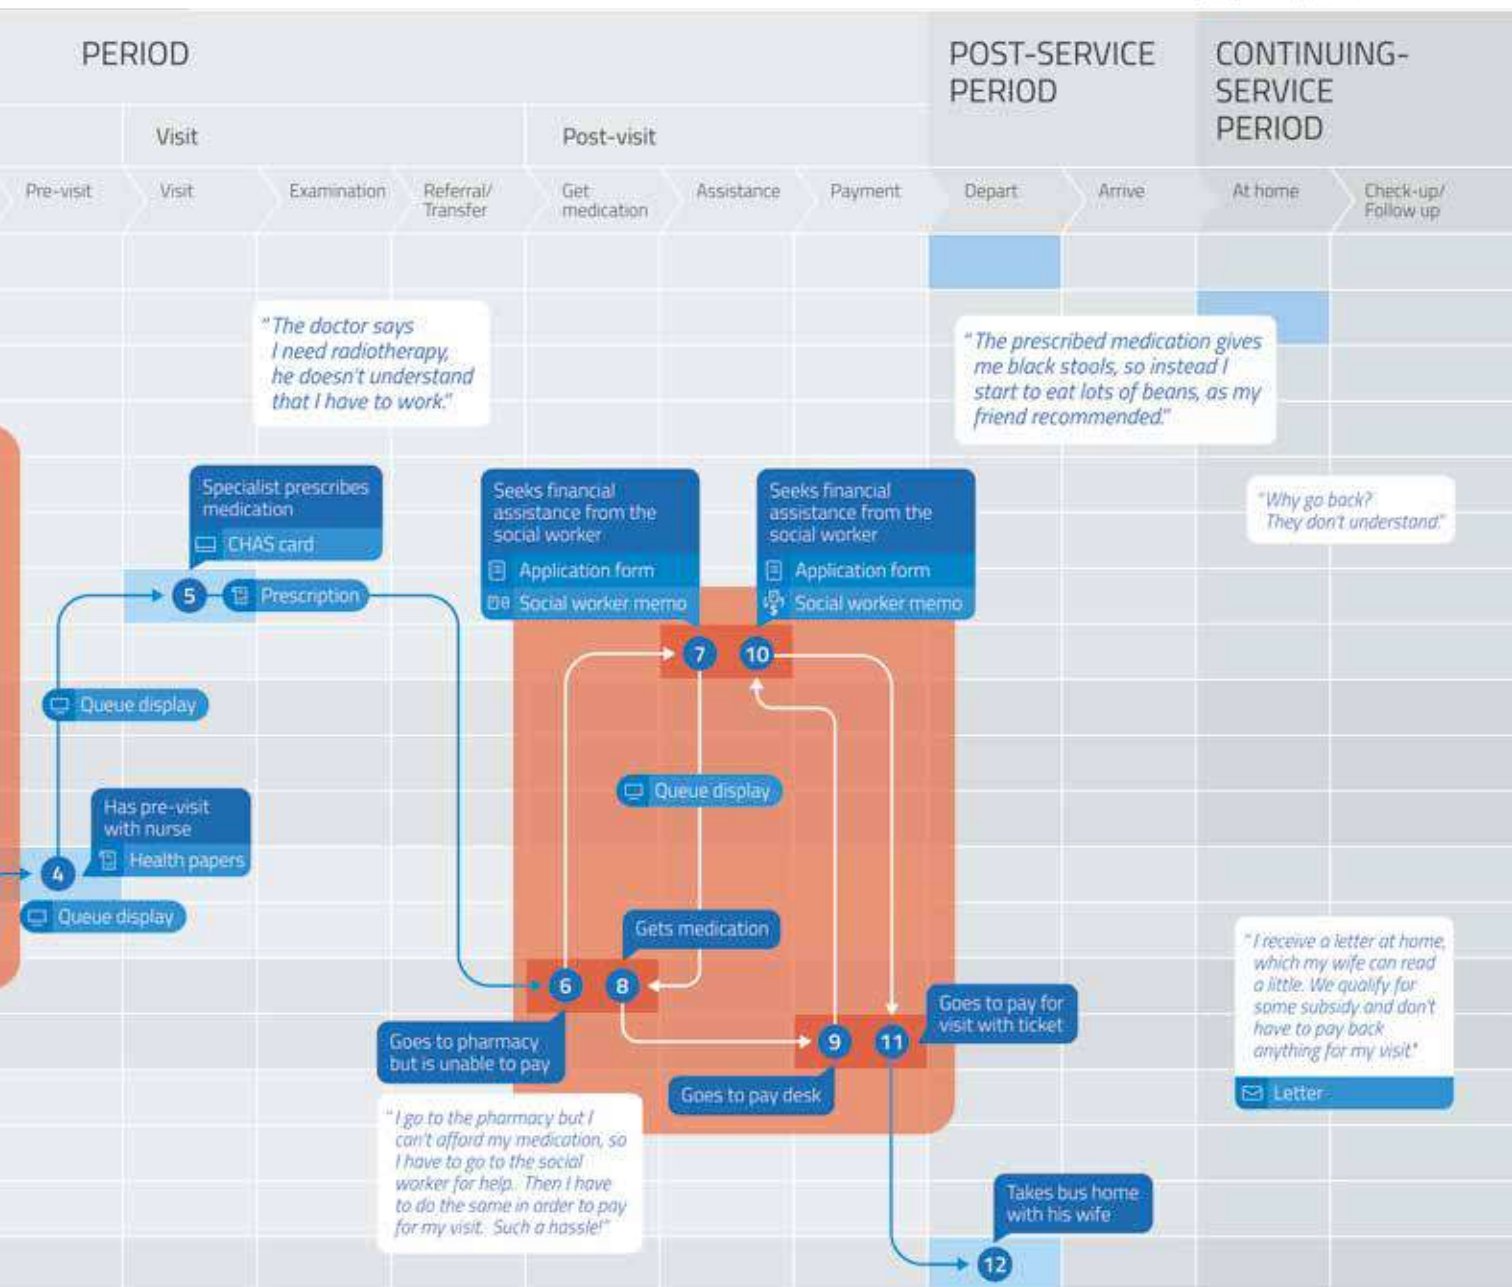 PERIOD
POST-SERVICE
PERIOD
CONTINUING-
SERVICE
PERIOD
Visit
Post-visit
Pre-visit
Visit
Examination
Referral/
Transfer
Get
medication
Assistance
Payment
Depart
Arrive
At home
Check-up/
Follow up
"The doctor says
I need radiotherapy,
he doesn't understand
that I have to work."
"The prescribed medication gives
me black stools, so instead I
start to eat lots of beans, as my
friend recommended."
Specialist prescribes
medication
CHAS card
5
Prescription
Seeks financial
assistance from the
social worker
Application form
Social worker memo
Seeks financial
assistance from the
social worker
Application form
Social worker memo
"Why go back?
They don't understand."
7
10
Queue display
Queue display
Has pre-visit
with nurse
Health papers
4
Queue display
Gets medication
6
8
Goes to pharmacy
but is unable to pay
9
11
Goes to pay for
visit with ticket
Goes to pay desk
"I go to the pharmacy but I
can't afford my medication, so
I have to go to the social
worker for help. Then I have
to do the same in order to pay
for my visit. Such a hassle!"
"I receive a letter at home,
which my wife can read
a little. We qualify for
some subsidy and don't
have to pay back
anything for my visit."
Letter
Takes bus home
with his wife
12